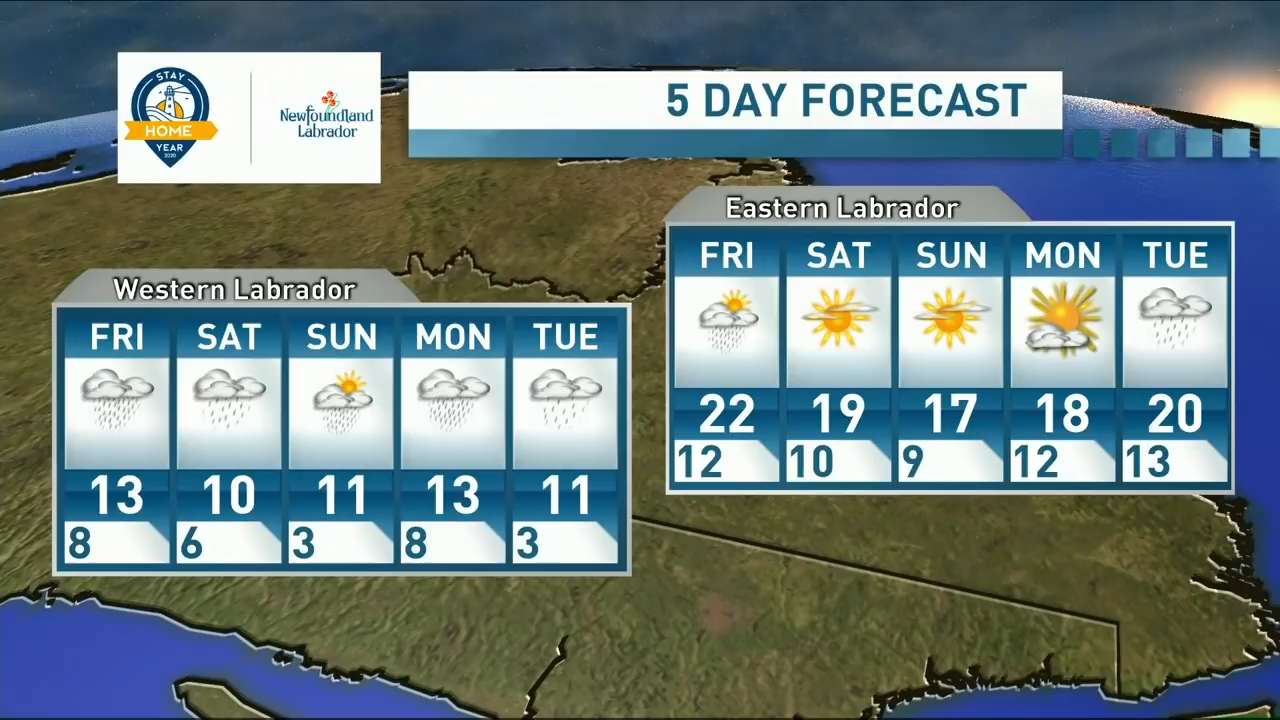 STAY
HOME
YEAR
2020
Newfoundland
Labrador
5 DAY FORECAST
Eastern Labrador
FRI SAT SUN MON TUE
22 19 17 18 20
12 10 9 12 13
Western Labrador
FRI SAT SUN MON TUE
13 10 11 13 11
8 6 3 8 3